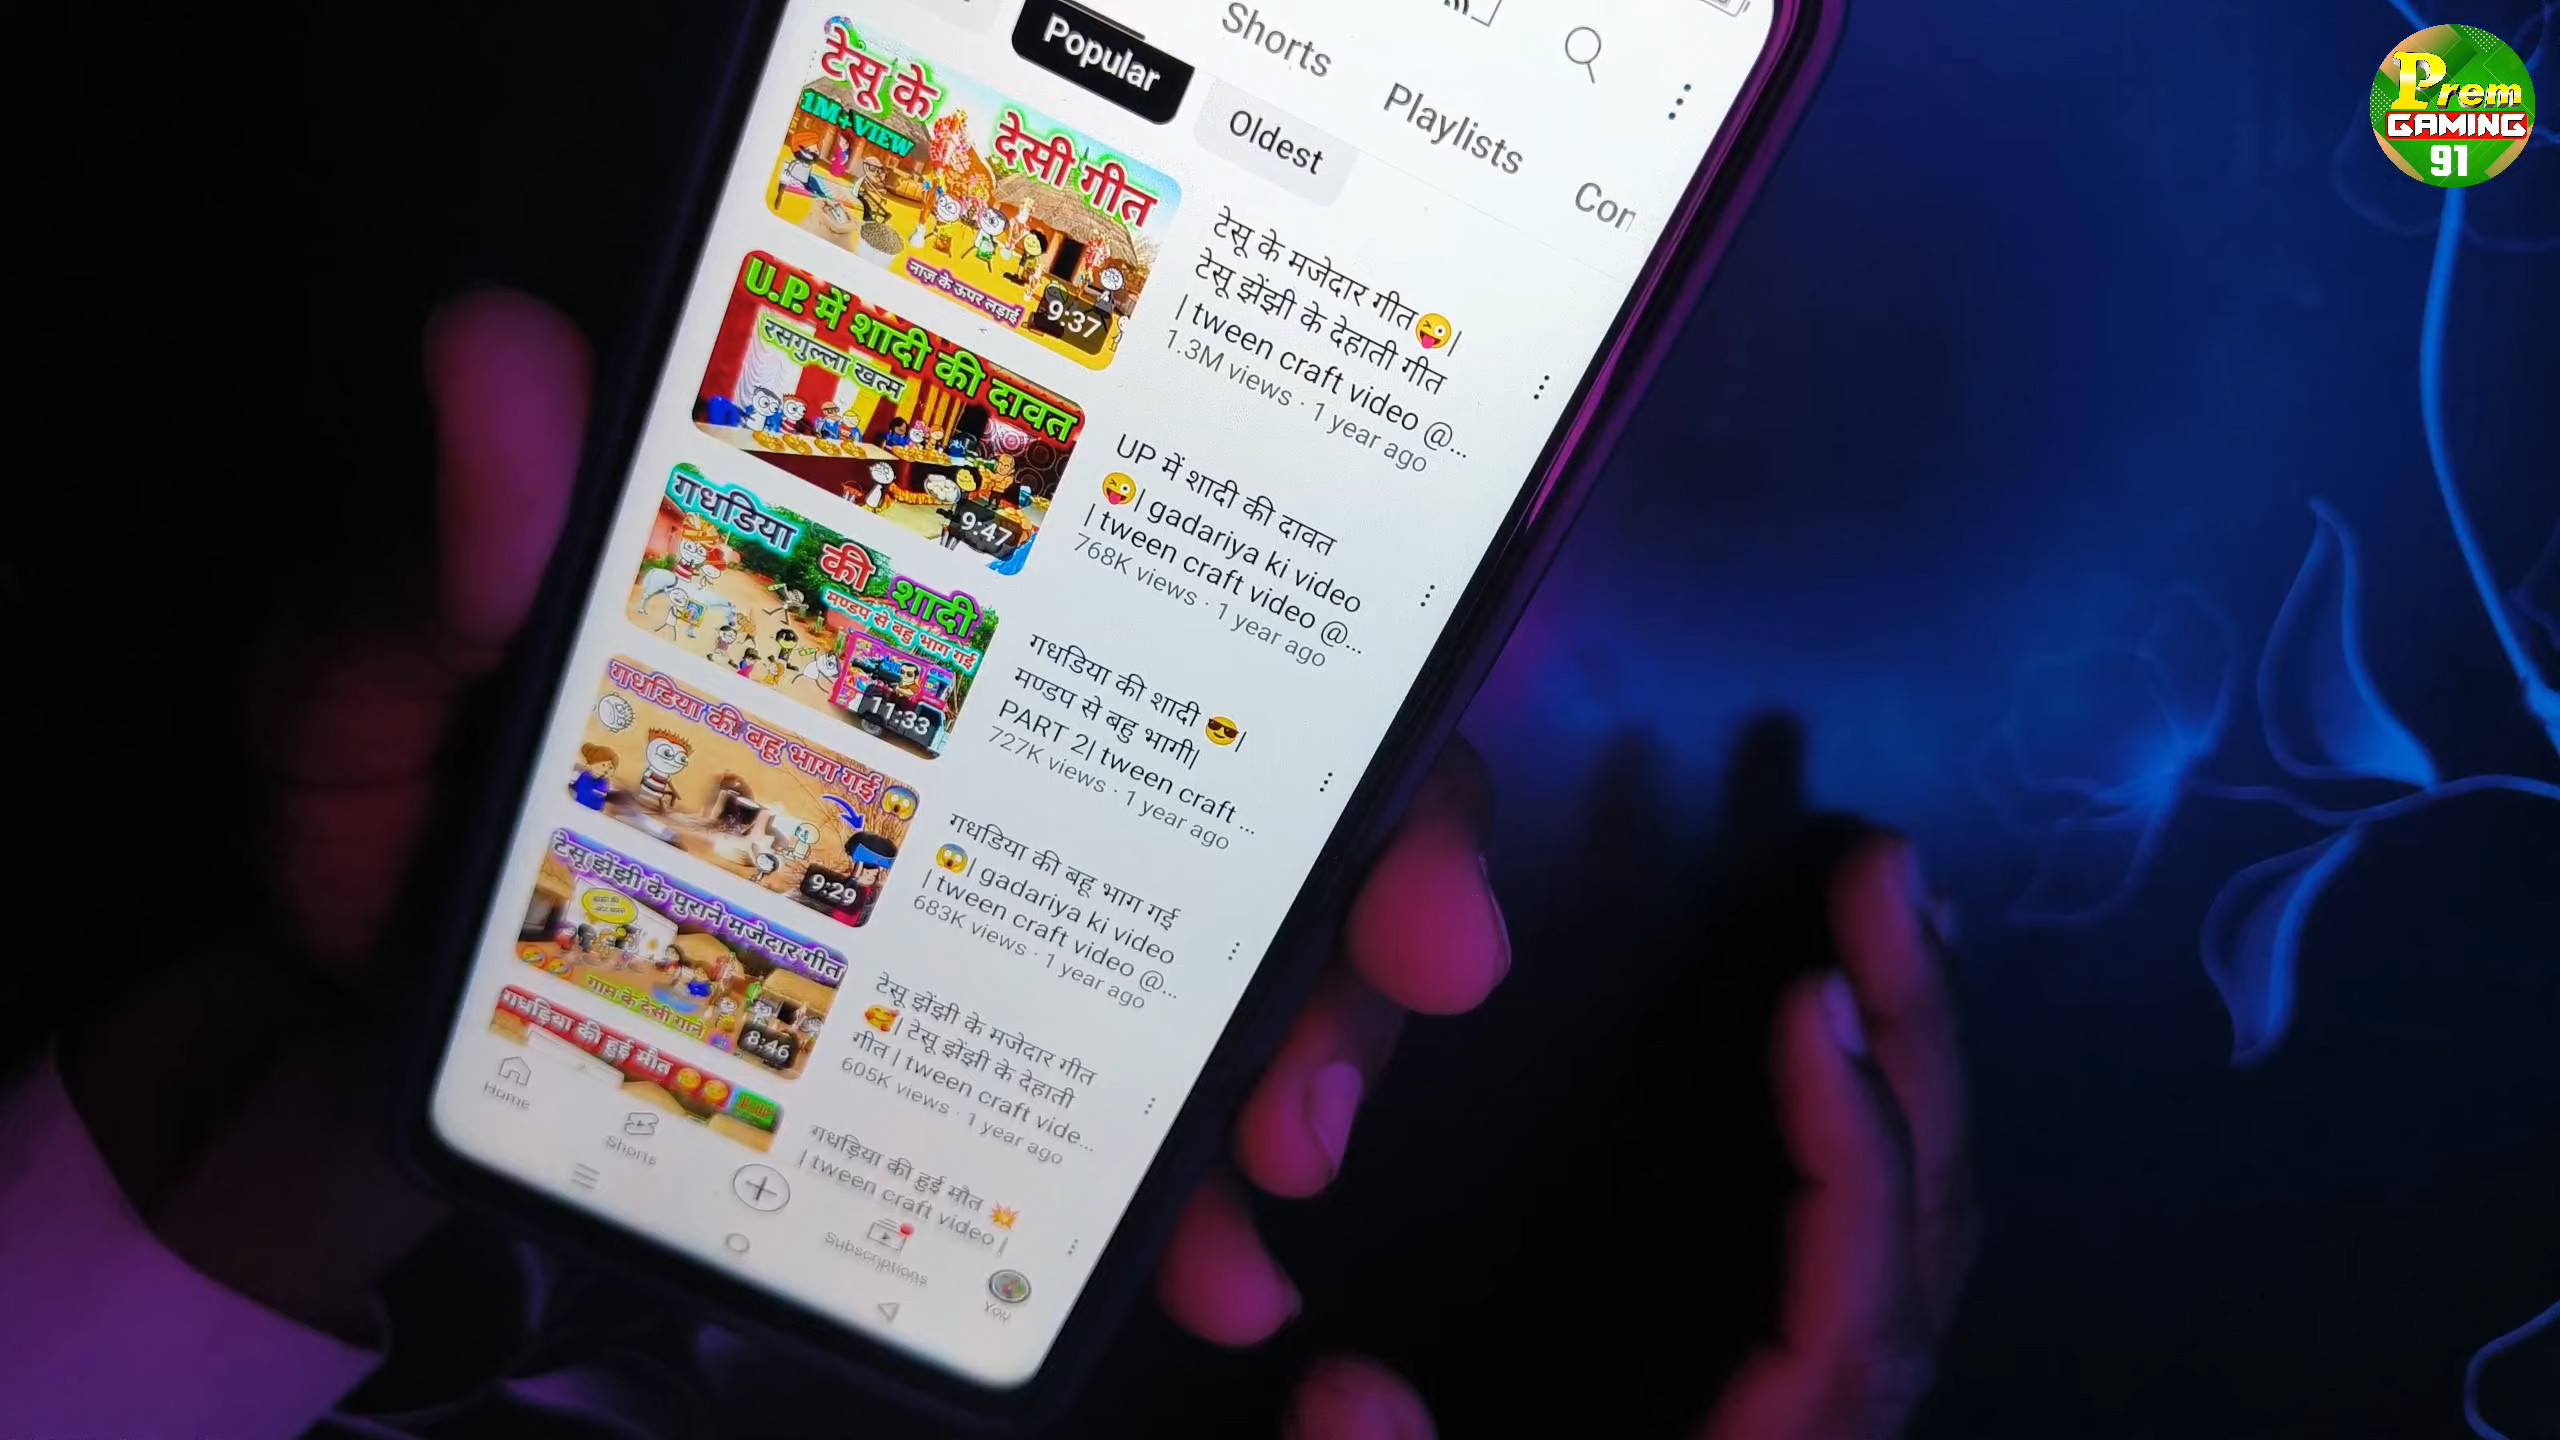 Shorts
Popular
Playlists
Oldest
Com
Prem
GAMING
91
टेसू के
1M+VIEW
देसी गीत
नाज़ के ऊपर लड़ाई
9:37
टेसू के मजेदार गीत😜|
टेसू झेंझी के देहाती गीत
| tween craft video @...
1.3M views · 1 year ago
U.P. में शादी की दावत
रसगुल्ला खत्म
9:47
UP में शादी की दावत
😜| gadariya ki video
| tween craft video @...
768K views · 1 year ago
गधडिया की शादी
मण्डप से बहु भाग गई
11:33
गधडिया की शादी 😎|
मण्डप से बहु भागी|
PART 2| tween craft ...
727K views · 1 year ago
गधडिया की बहू भाग गई 😱
9:29
गधडिया की बहू भाग गई
😱| gadariya ki video
| tween craft video @...
683K views · 1 year ago
टेसू झेंझी के पुराने मजेदार गीत
गाम के देसी गाने
8:46
टेसू झेंझी के मजेदार गीत
🥰| टेसू झेंझी के देहाती
गीत | tween craft vide...
605K views · 1 year ago
गधड़िया की हुई मौत
गधड़िया की हुई मौत 💥
| tween craft video |
Home
Shorts
Subscriptions
You